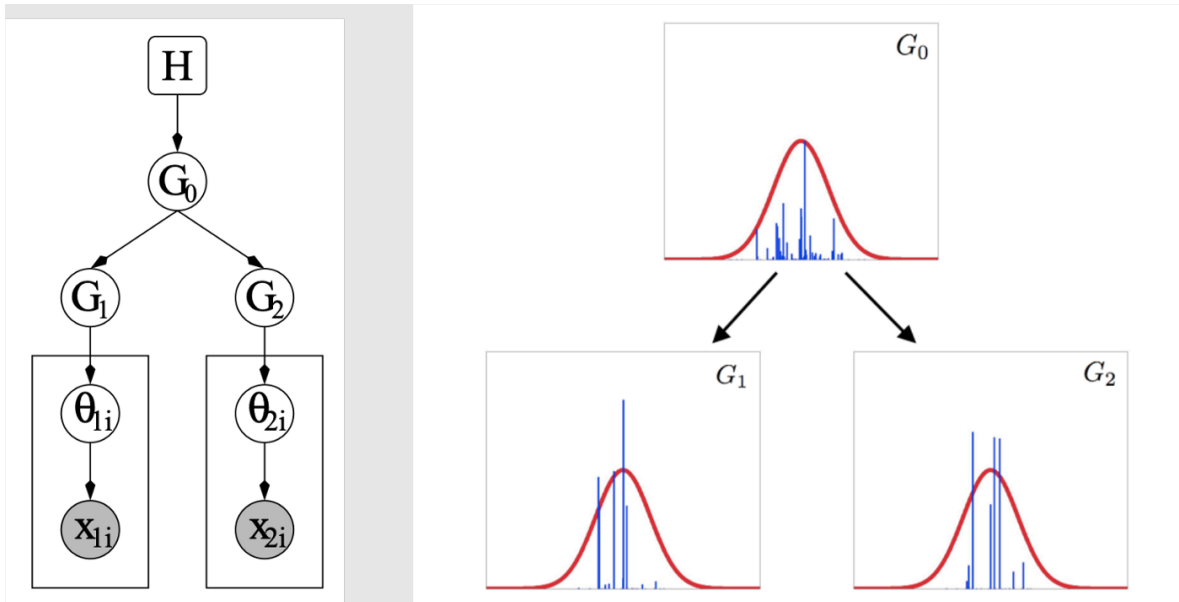 H
G₀
G₁ G₂
θ₁ᵢ θ₂ᵢ
x₁ᵢ x₂ᵢ
G₀
G₁
G₂